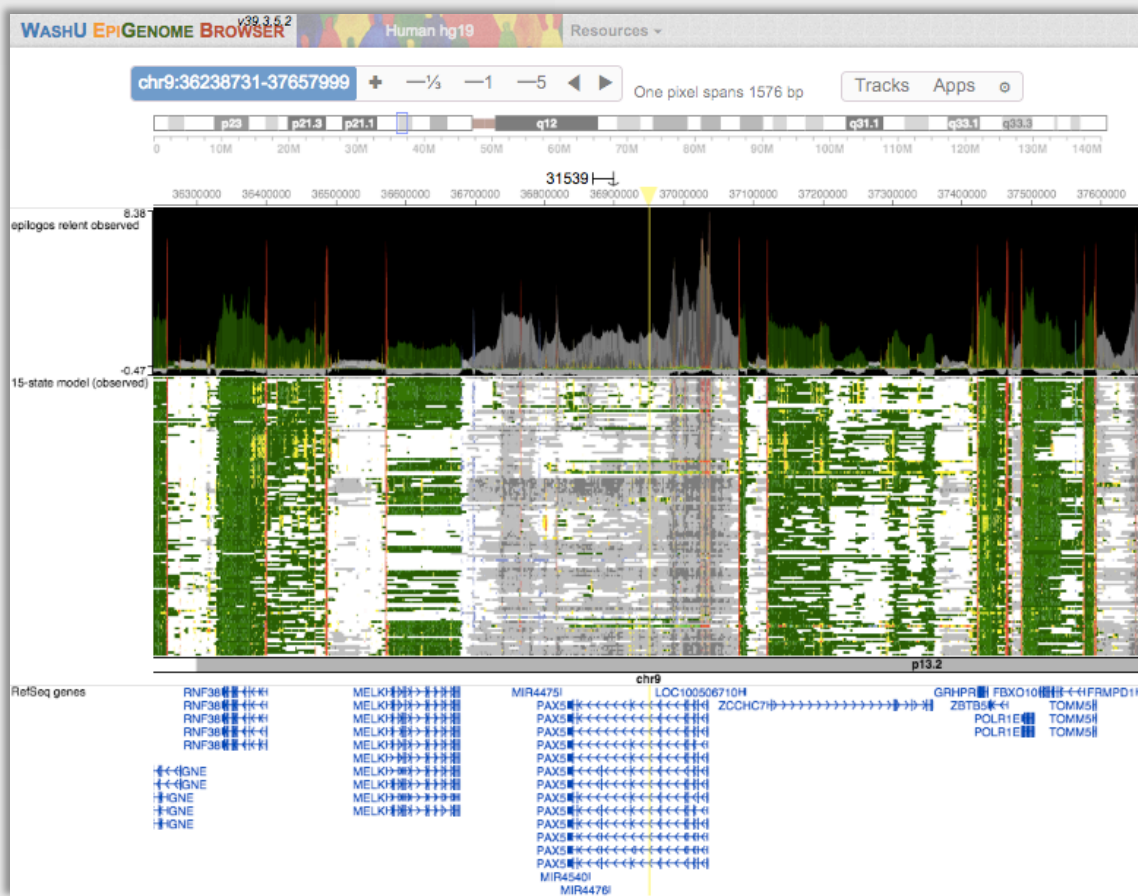 WASHU EPIGENOME BROWSER v39.3.5.2 Human hg19 Resources
chr9:36238731-37657999 + —⅓ —1 —5 One pixel spans 1576 bp Tracks Apps
p23 p21.3 p21.1 q12 q31.1 q33.1 q33.3
0 10M 20M 30M 40M 50M 60M 70M 80M 90M 100M 110M 120M 130M 140M
31539
36300000 36400000 36500000 36600000 36700000 36800000 36900000 37000000 37100000 37200000 37300000 37400000 37500000 37600000
8.38
epilogos relent observed
-0.47
15-state model (observed)
p13.2
chr9
RefSeq genes RNF38 MELK MIR4475 LOC100506710 GRHPR FBXO10 FRMPD1
RNF38 MELK PAX5 ZCCHC7 ZBTB5 TOMM5
RNF38 MELK PAX5 POLR1E TOMM5
RNF38 MELK PAX5 POLR1E TOMM5
RNF38 MELK PAX5
MELK PAX5
GNE MELK PAX5
GNE MELK PAX5
GNE MELK PAX5
GNE MELK PAX5
GNE PAX5
PAX5
PAX5
PAX5
MIR4540
MIR4476